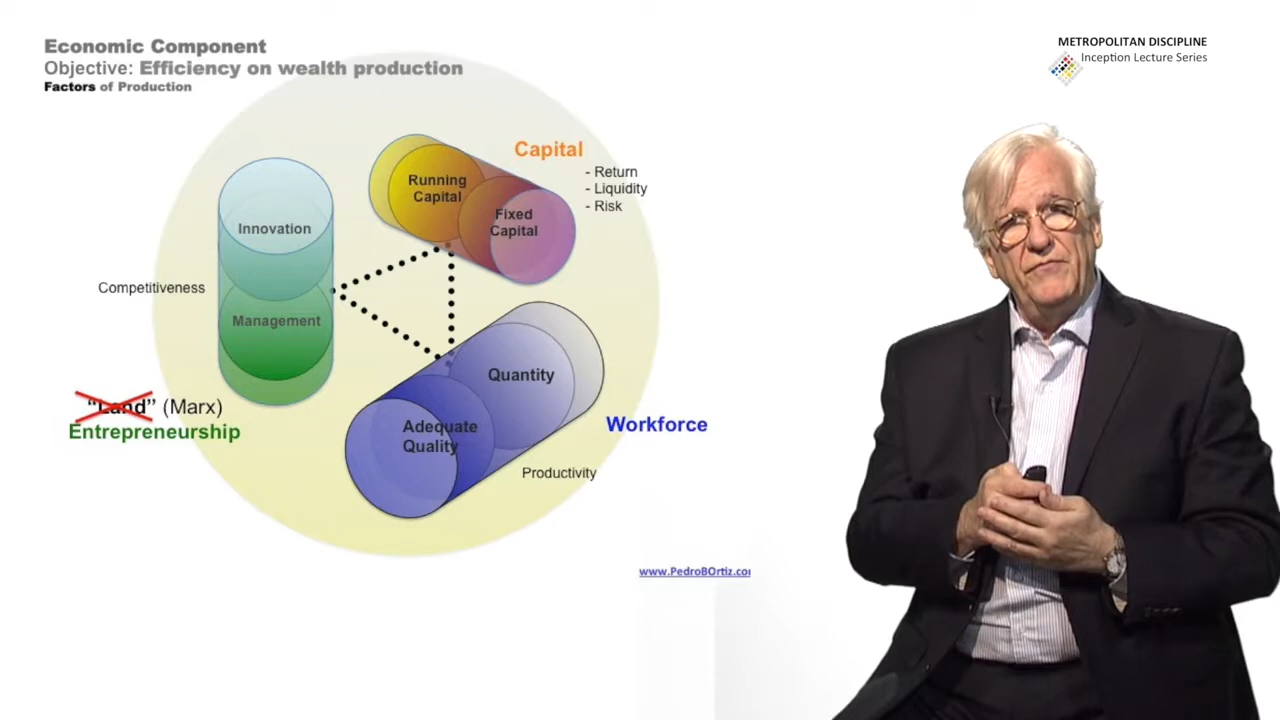 Economic Component
Objective: Efficiency on wealth production
Factors of Production
METROPOLITAN DISCIPLINE
Inception Lecture Series
Capital
- Return
- Liquidity
- Risk
Running
Capital
Fixed
Capital
Innovation
Competitiveness
Management
Quantity
Adequate
Quality
“Land” (Marx)
Entrepreneurship
Workforce
Productivity
www.PedroBOrtiz.co